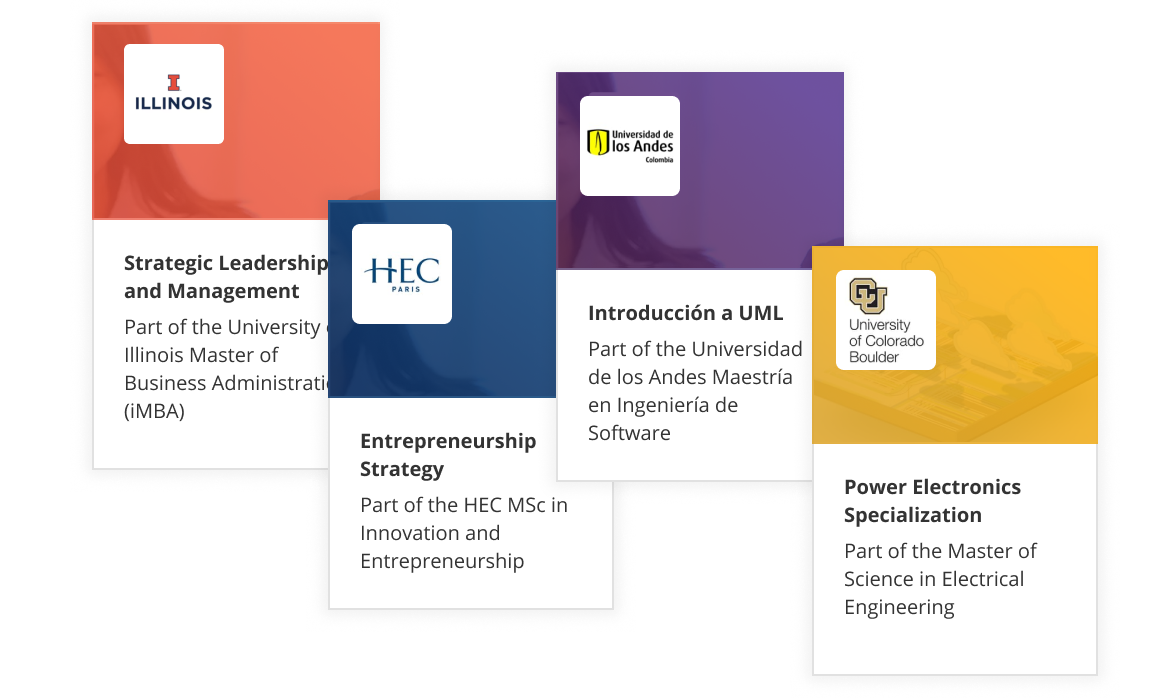 I
ILLINOIS
Strategic Leadership
and Management
Part of the University
Illinois Master of
Business Administrati
(iMBA)
HEC
PARIS
Entrepreneurship
Strategy
Part of the HEC MSc in
Innovation and
Entrepreneurship
Universidad de
los Andes
Colombia
Introducción a UML
Part of the Universidad
de los Andes Maestría
en Ingeniería de
Software
CU
University
of Colorado
Boulder
Power Electronics
Specialization
Part of the Master of
Science in Electrical
Engineering